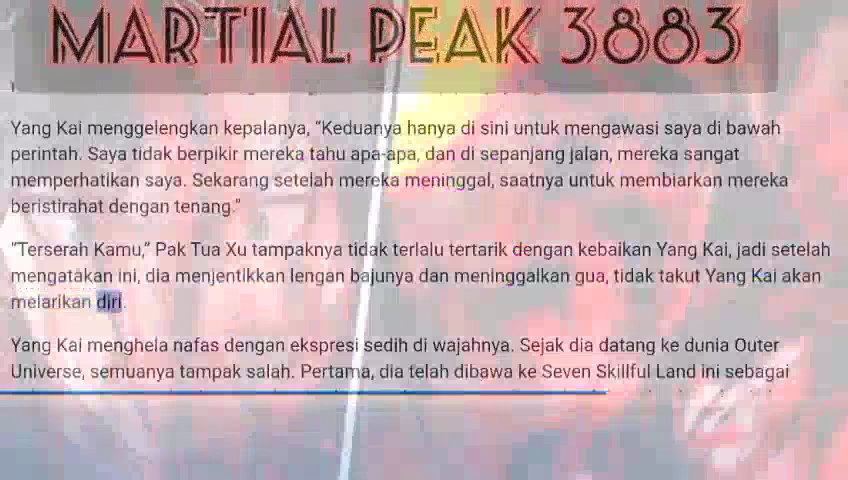 MARTIAL PEAK 3883
Yang Kai menggelengkan kepalanya, “Keduanya hanya di sini untuk mengawasi saya di bawah
perintah. Saya tidak berpikir mereka tahu apa-apa, dan di sepanjang jalan, mereka sangat
memperhatikan saya. Sekarang setelah mereka meninggal, saatnya untuk membiarkan mereka
beristirahat dengan tenang.”
“Terserah Kamu,” Pak Tua Xu tampaknya tidak terlalu tertarik dengan kebaikan Yang Kai, jadi setelah
mengatakan ini, dia menjentikkan lengan bajunya dan meninggalkan gua, tidak takut Yang Kai akan
melarikan diri.
Yang Kai menghela nafas dengan ekspresi sedih di wajahnya. Sejak dia datang ke dunia Outer
Universe, semuanya tampak salah. Pertama, dia telah dibawa ke Seven Skillful Land ini sebagai